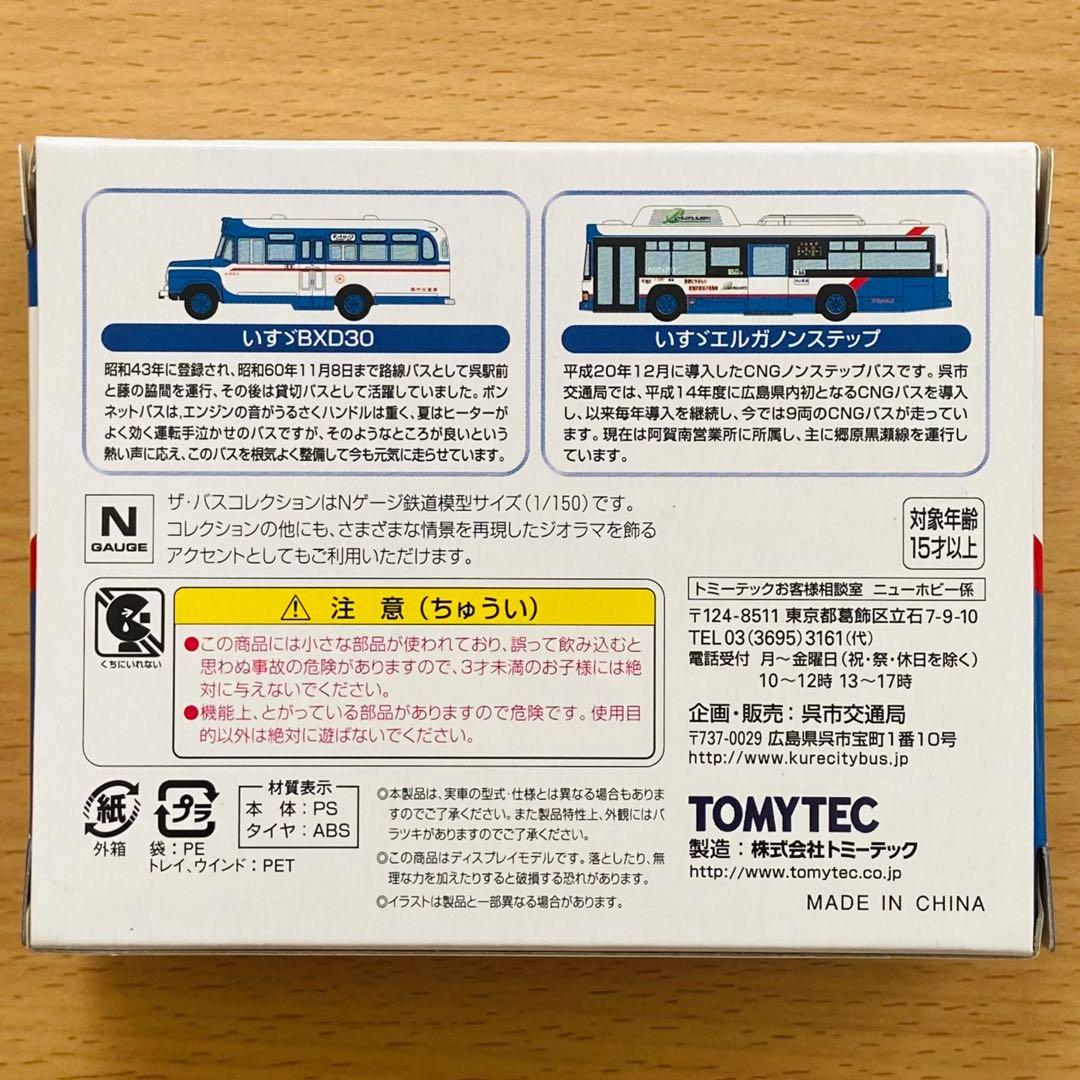 いすゞBXD30
昭和43年に登録され、昭和60年11月8日まで路線バスとして呉駅前
と藤の脇間を運行、その後は貸切バスとして活躍していました。ボン
ネットバスは、エンジンの音がうるさくハンドルは重く、夏はヒーターが
よく効く運転手泣かせのバスですが、そのようなところが良いという
熱い声に応え、このバスを根気よく整備して今も元気に走らせています。
いすゞエルガノンステップ
平成20年12月に導入したCNGノンステップバスです。呉市
交通局では、平成14年度に広島県内初となるCNGバスを導入
し、以来毎年導入を継続し、今では9両のCNGバスが走ってい
ます。現在は阿賀南営業所に所属し、主に郷原黒瀬線を運行し
ています。
N
GAUGE
ザ・バスコレクションはNゲージ鉄道模型サイズ(1/150)です。
コレクションの他にも、さまざまな情景を再現したジオラマを飾る
アクセントとしてもご利用いただけます。
対象年齢
15才以上
くちにいれない
⚠ 注 意 (ちゅうい)
●この商品には小さな部品が使われており、誤って飲み込むと
思わぬ事故の危険がありますので、3才未満のお子様には絶
対に与えないでください。
●機能上、とがっている部品がありますので危険です。使用目
的以外は絶対に遊ばないでください。
トミーテックお客様相談室 ニューホビー係
〒124-8511 東京都葛飾区立石7-9-10
TEL 03(3695)3161(代)
電話受付 月~金曜日(祝・祭・休日を除く)
10~12時 13~17時
企画・販売:呉市交通局
〒737-0029 広島県呉市宝町1番10号
http://www.kurecitybus.jp
紙
外箱
プラ
袋:PE
トレイ、ウインド:PET
材質表示
本 体:PS
タイヤ:ABS
◎本製品は、実車の型式・仕様とは異なる場合もありま
すのでご了承ください。また製品特性上、外観にはバ
ラツキがありますのでご了承ください。
◎この商品はディスプレイモデルです。落としたり、無
理な力を加えたりすると破損する恐れがあります。
◎イラストは製品と一部異なる場合があります。
TOMYTEC
製造:株式会社トミーテック
http://www.tomytec.co.jp
MADE IN CHINA